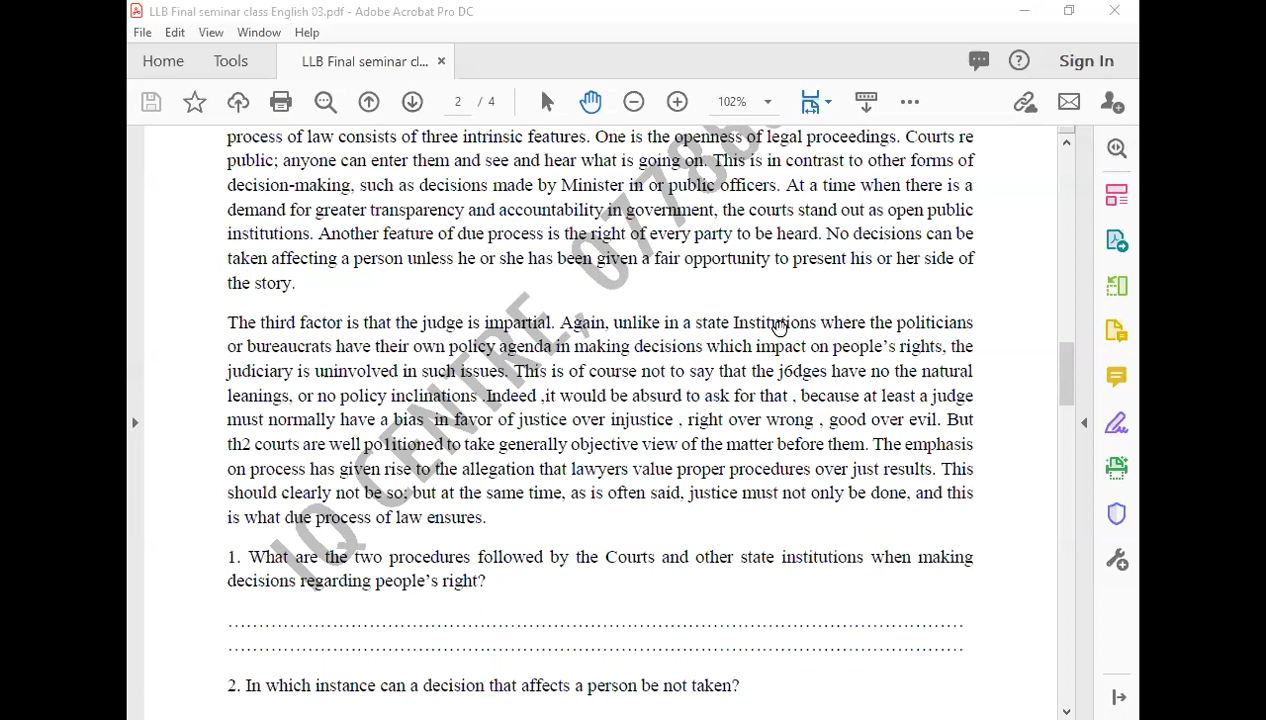 LLB Final seminar class English 03.pdf - Adobe Acrobat Pro DC
File Edit View Window Help
Home Tools LLB Final seminar cl... × Sign In
2 / 4 102%
process of law consists of three intrinsic features. One is the openness of legal proceedings. Courts re
public; anyone can enter them and see and hear what is going on. This is in contrast to other forms of
decision-making, such as decisions made by Minister in or public officers. At a time when there is a
demand for greater transparency and accountability in government, the courts stand out as open public
institutions. Another feature of due process is the right of every party to be heard. No decisions can be
taken affecting a person unless he or she has been given a fair opportunity to present his or her side of
the story.
The third factor is that the judge is impartial. Again, unlike in a state Institutions where the politicians
or bureaucrats have their own policy agenda in making decisions which impact on people's rights, the
judiciary is uninvolved in such issues. This is of course not to say that the j6dges have no the natural
leanings, or no policy inclinations .Indeed ,it would be absurd to ask for that , because at least a judge
must normally have a bias in favor of justice over injustice , right over wrong , good over evil. But
th2 courts are well po1itioned to take generally objective view of the matter before them. The emphasis
on process has given rise to the allegation that lawyers value proper procedures over just results. This
should clearly not be so; but at the same time, as is often said, justice must not only be done, and this
is what due process of law ensures.
1. What are the two procedures followed by the Courts and other state institutions when making
decisions regarding people's right?
2. In which instance can a decision that affects a person be not taken?
IQ CENTRE, 07788